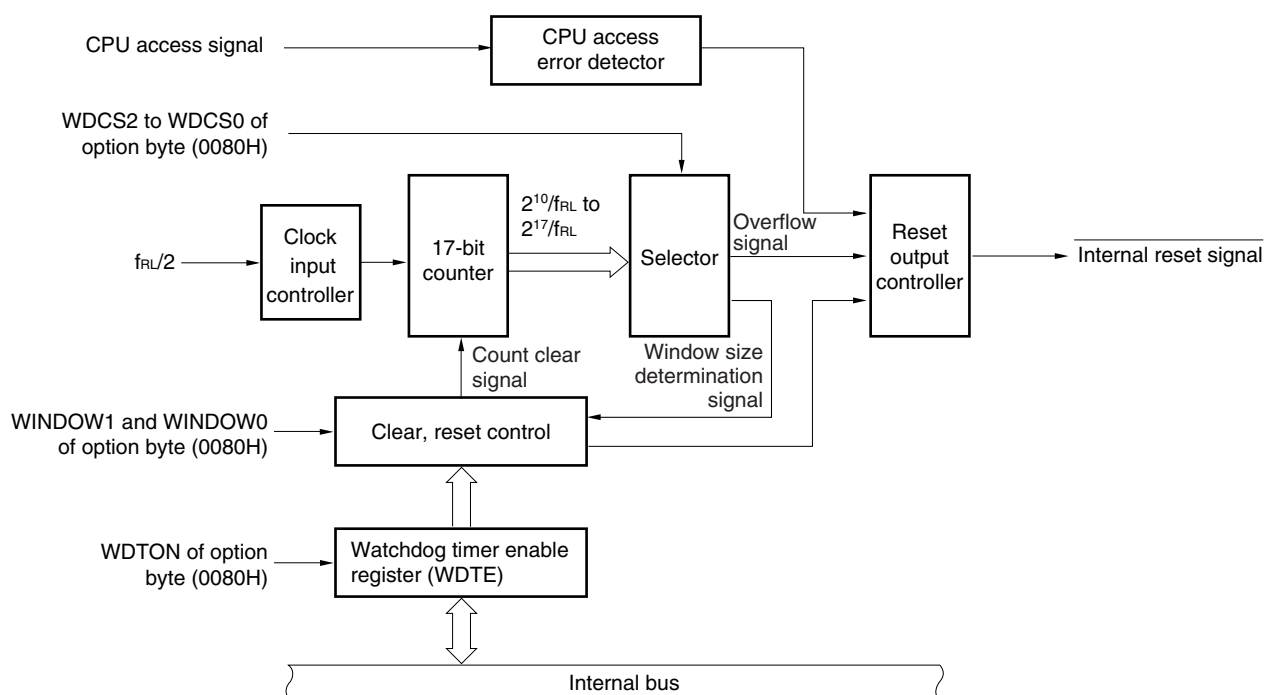 CPU access signal
CPU access
error detector
WDCS2 to WDCS0 of
option byte (0080H)
2¹⁰/fRL to
2¹⁷/fRL
Overflow
signal
fRL/2
Clock
input
controller
17-bit
counter
Selector
Reset
output
controller
Internal reset signal
Count clear
signal
Window size
determination
signal
WINDOW1 and WINDOW0
of option byte (0080H)
Clear, reset control
WDTON of option
byte (0080H)
Watchdog timer enable
register (WDTE)
Internal bus